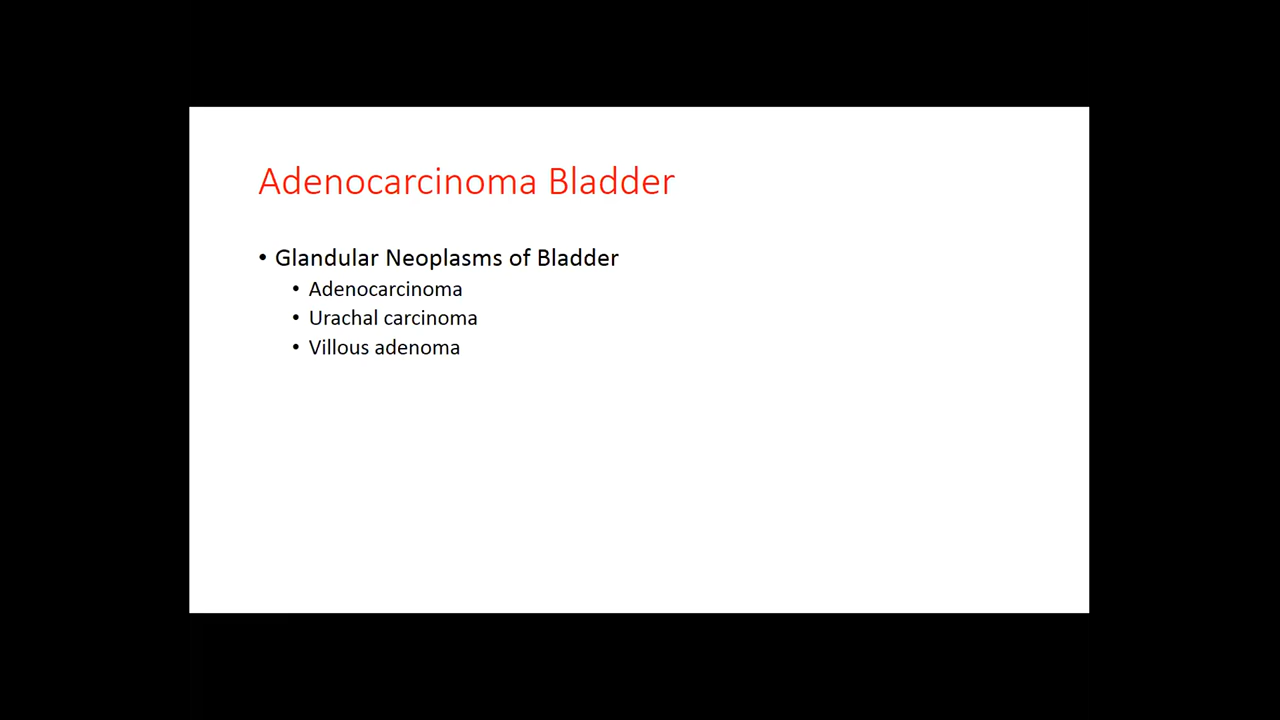 Adenocarcinoma Bladder
• Glandular Neoplasms of Bladder
• Adenocarcinoma
• Urachal carcinoma
• Villous adenoma